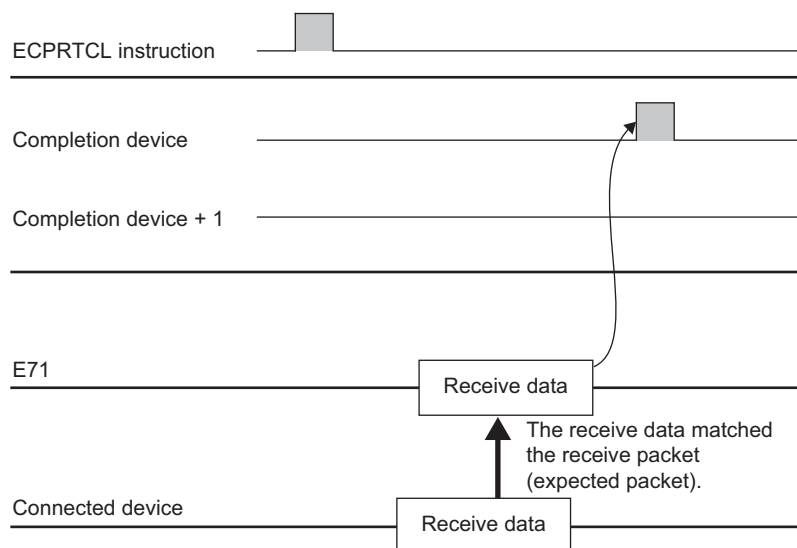 ECPRTCL instruction
Completion device
Completion device + 1
E71
Receive data
The receive data matched
the receive packet
(expected packet).
Connected device
Receive data